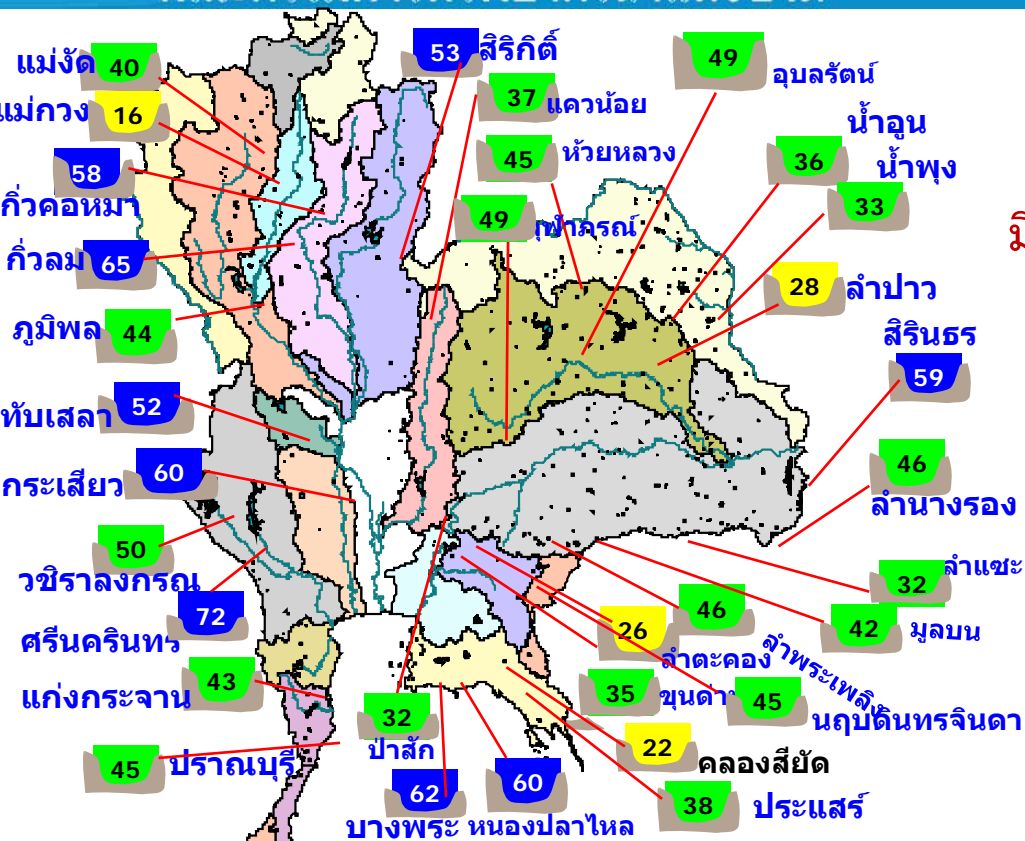 53 สิริกิติ์
49
แม่งัด 40
อุบลรัตน์
37 แควน้อย
แม่กวง 16
น้ำอูน
45 ห้วยหลวง
36 น้ำพุง
58
กิ่วคอหมา
33
49
กิ่วลม 65
28 ลำปาว
ภูมิพล 44
สิรินธร
59
ทับเสลา 52
46
กระเสียว 60
ลำนางรอง
50
วชิราลงกรณ
32 ลำแชะ
72
ศรีนครินทร
26
46
42 มูลบน
ลำตะคอง
ลำพระเพลิง
แก่งกระจาน 43
35
45
นฤบดินทรจินดา
32
ป่าสัก
22
คลองสียัด
45 ปราณบุรี
62
60
38 ประแสร์
บางพระ หนองปลาไหล